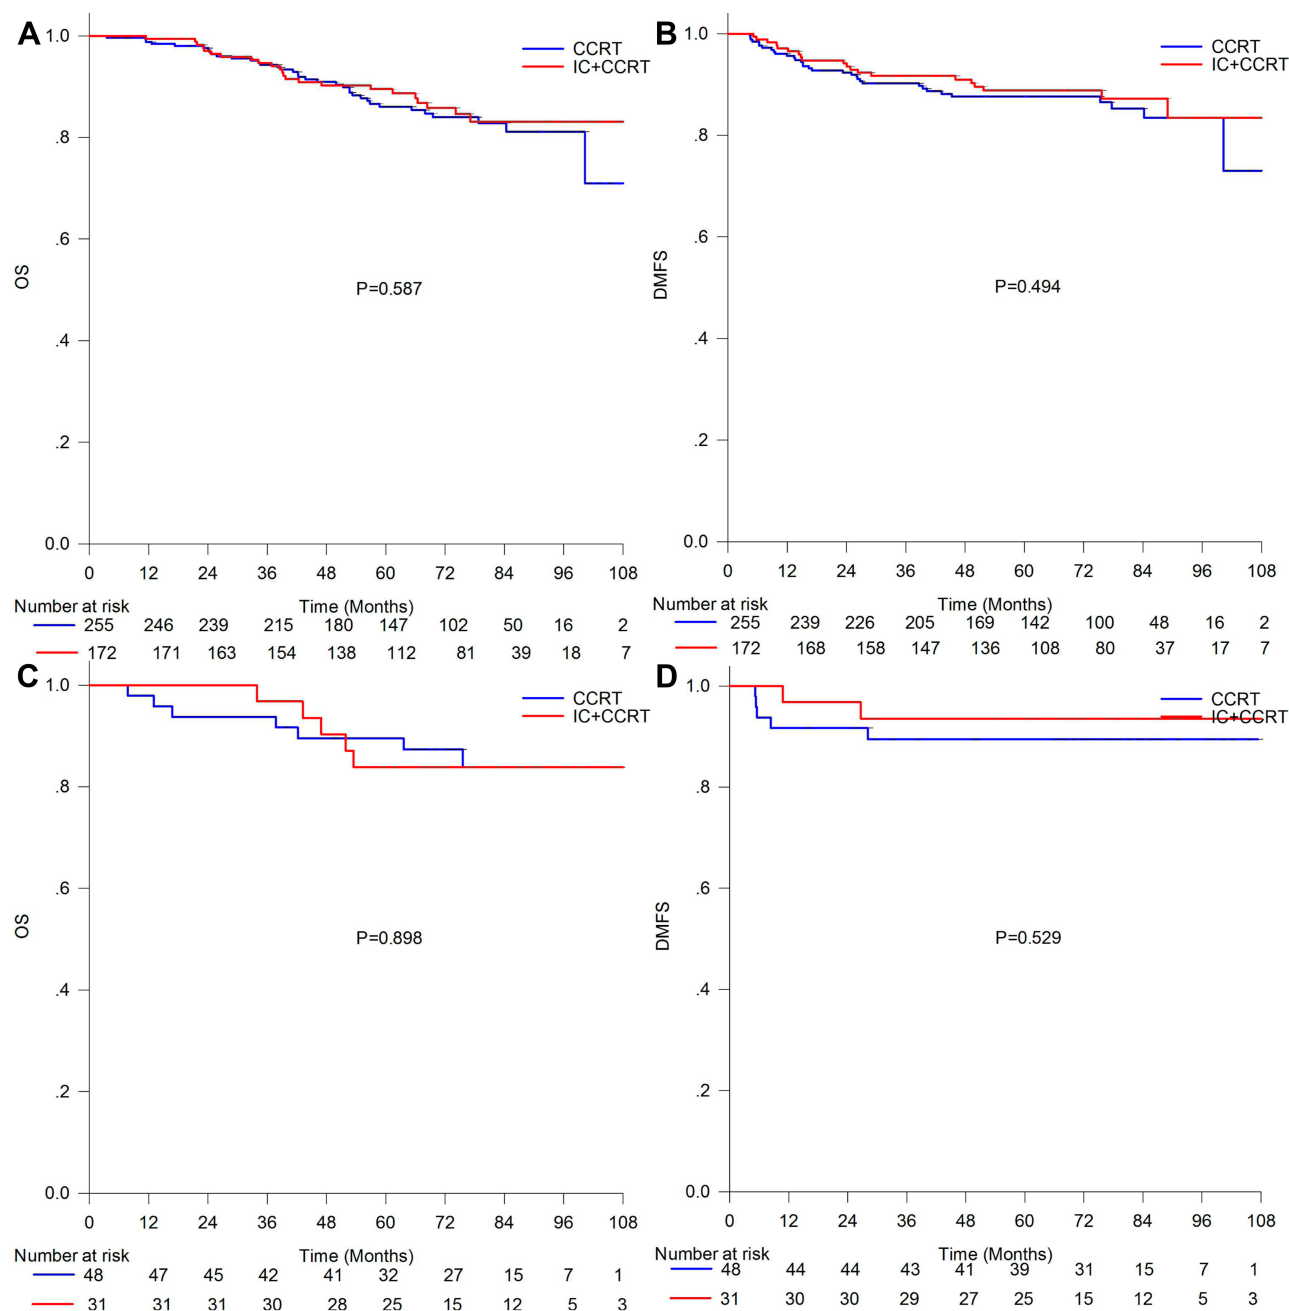 A
1.0
.8
.6
.4
.2
0.0
OS
CCRT
IC+CCRT
P=0.587
0 12 24 36 48 60 72 84 96 108
Number at risk Time (Months)
255 246 239 215 180 147 102 50 16 2
172 171 163 154 138 112 81 39 18 7
B
1.0
.8
.6
.4
.2
0.0
DMFS
CCRT
IC+CCRT
P=0.494
0 12 24 36 48 60 72 84 96 108
Number at risk Time (Months)
255 239 226 205 169 142 100 48 16 2
172 168 158 147 136 108 80 37 17 7
C
1.0
.8
.6
.4
.2
0.0
OS
CCRT
IC+CCRT
P=0.898
0 12 24 36 48 60 72 84 96 108
Number at risk Time (Months)
48 47 45 42 41 32 27 15 7 1
31 31 31 30 28 25 15 12 5 3
D
1.0
.8
.6
.4
.2
0.0
DMFS
CCRT
IC+CCRT
P=0.529
0 12 24 36 48 60 72 84 96 108
Number at risk Time (Months)
48 44 44 43 41 39 31 15 7 1
31 30 30 29 27 25 15 12 5 3